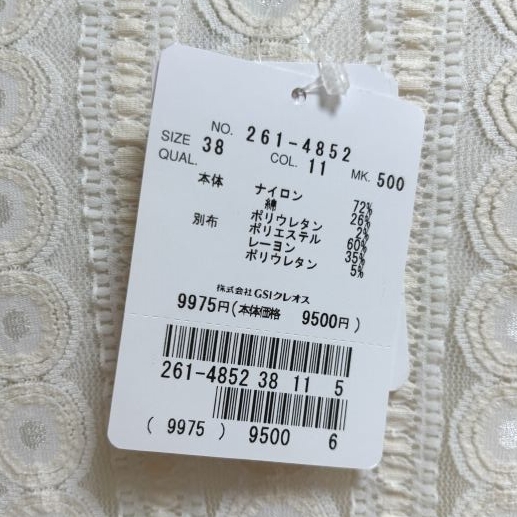 NO. 261-4852
SIZE 38 COL. 11 MK. 500
QUAL.
本体 ナイロン 72%
綿 26%
ポリウレタン 2%
別布 ポリエステル 60%
レーヨン 35%
ポリウレタン 5%
株式会社GSIクレオス
9975円(本体価格 9500円)
261-4852 38 11 5
( 9975 ) 9500 6